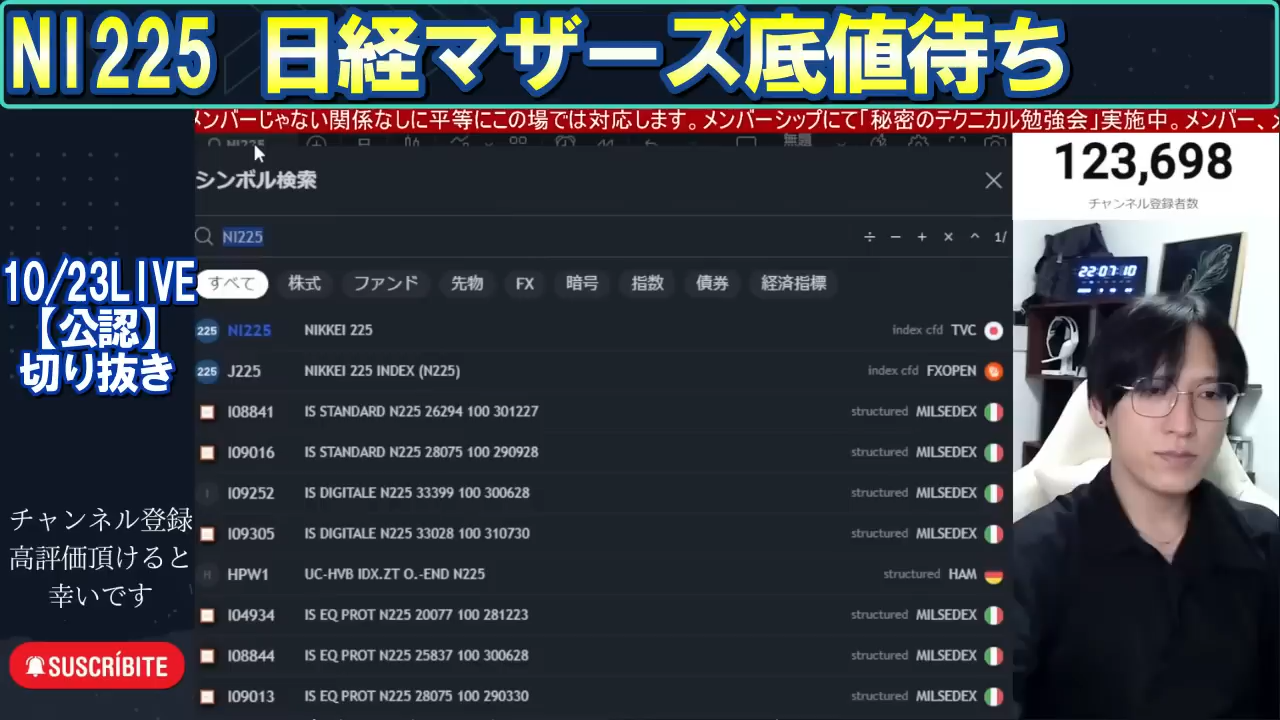 NI225 日経マザーズ底値待ち
メンバーじゃない関係なしに平等にこの場では対応します。メンバーシップにて「秘密のテクニカル勉強会」実施中。メンバー、メ
NI225
無題
123,698
チャンネル登録者数
シンボル検索
NI225
÷ − + × ^ 1/
すべて 株式 ファンド 先物 FX 暗号 指数 債券 経済指標
225 NI225 NIKKEI 225 index cfd TVC
225 J225 NIKKEI 225 INDEX (N225) index cfd FXOPEN
I08841 IS STANDARD N225 26294 100 301227 structured MILSEDEX
I09016 IS STANDARD N225 28075 100 290928 structured MILSEDEX
I I09252 IS DIGITALE N225 33399 100 300628 structured MILSEDEX
I09305 IS DIGITALE N225 33028 100 310730 structured MILSEDEX
H HPW1 UC-HVB IDX.ZT O.-END N225 structured HAM
I04934 IS EQ PROT N225 20077 100 281223 structured MILSEDEX
I08844 IS EQ PROT N225 25837 100 300628 structured MILSEDEX
I09013 IS EQ PROT N225 28075 100 290330 structured MILSEDEX
10/23LIVE
【公認】
切り抜き
チャンネル登録
高評価頂けると
幸いです
SUSCRÍBITE
22:07:10